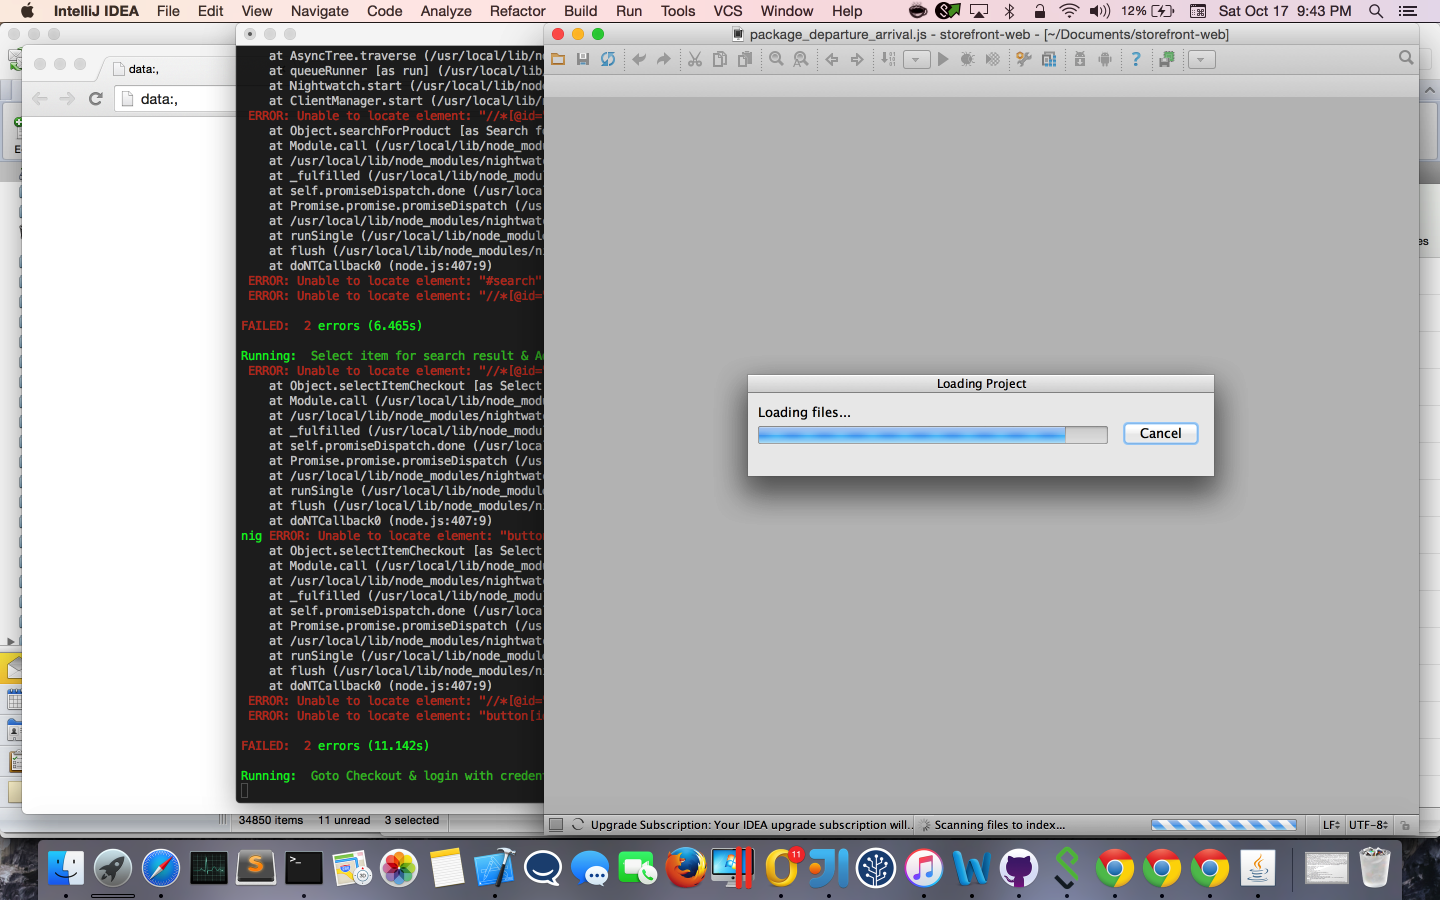 IntelliJ IDEA File Edit View Navigate Code Analyze Refactor Build Run Tools VCS Window Help 12% Sat Oct 17 9:43 PM
package_departure_arrival.js - storefront-web - [~/Documents/storefront-web]
data:,
data:,
at AsyncTree.traverse (/usr/local/lib/n
at queueRunner [as run] (/usr/local/lib/
at Nightwatch.start (/usr/local/lib/nod
at ClientManager.start (/usr/local/lib/n
ERROR: Unable to locate element: "//*[@id=
at Object.searchForProduct [as Search f
at Module.call (/usr/local/lib/node_mod
at /usr/local/lib/node_modules/nightwat
at _fulfilled (/usr/local/lib/node_modu
at self.promiseDispatch.done (/usr/loca
at Promise.promise.promiseDispatch (/us
at /usr/local/lib/node_modules/nightwat
at runSingle (/usr/local/lib/node_modul
at flush (/usr/local/lib/node_modules/n
at doNTCallback0 (node.js:407:9)
ERROR: Unable to locate element: "#search"
ERROR: Unable to locate element: "//*[@id=
FAILED: 2 errors (6.465s)
Running: Select item for search result & A
ERROR: Unable to locate element: "//*[@id=
at Object.selectItemCheckout [as Select
at Module.call (/usr/local/lib/node_mod
at /usr/local/lib/node_modules/nightwat
at _fulfilled (/usr/local/lib/node_modu
at self.promiseDispatch.done (/usr/loca
at Promise.promise.promiseDispatch (/us
at /usr/local/lib/node_modules/nightwat
at runSingle (/usr/local/lib/node_modul
at flush (/usr/local/lib/node_modules/n
at doNTCallback0 (node.js:407:9)
nig ERROR: Unable to locate element: "butto
at Object.selectItemCheckout [as Select
at Module.call (/usr/local/lib/node_mod
at /usr/local/lib/node_modules/nightwat
at _fulfilled (/usr/local/lib/node_modu
at self.promiseDispatch.done (/usr/loca
at Promise.promise.promiseDispatch (/us
at /usr/local/lib/node_modules/nightwat
at runSingle (/usr/local/lib/node_modul
at flush (/usr/local/lib/node_modules/n
at doNTCallback0 (node.js:407:9)
ERROR: Unable to locate element: "//*[@id=
ERROR: Unable to locate element: "button[i
FAILED: 2 errors (11.142s)
Running: Goto Checkout & login with creden
Loading Project
Loading files...
Cancel
es
34850 items 11 unread 3 selected
Upgrade Subscription: Your IDEA upgrade subscription will.. Scanning files to index... LF UTF-8
11